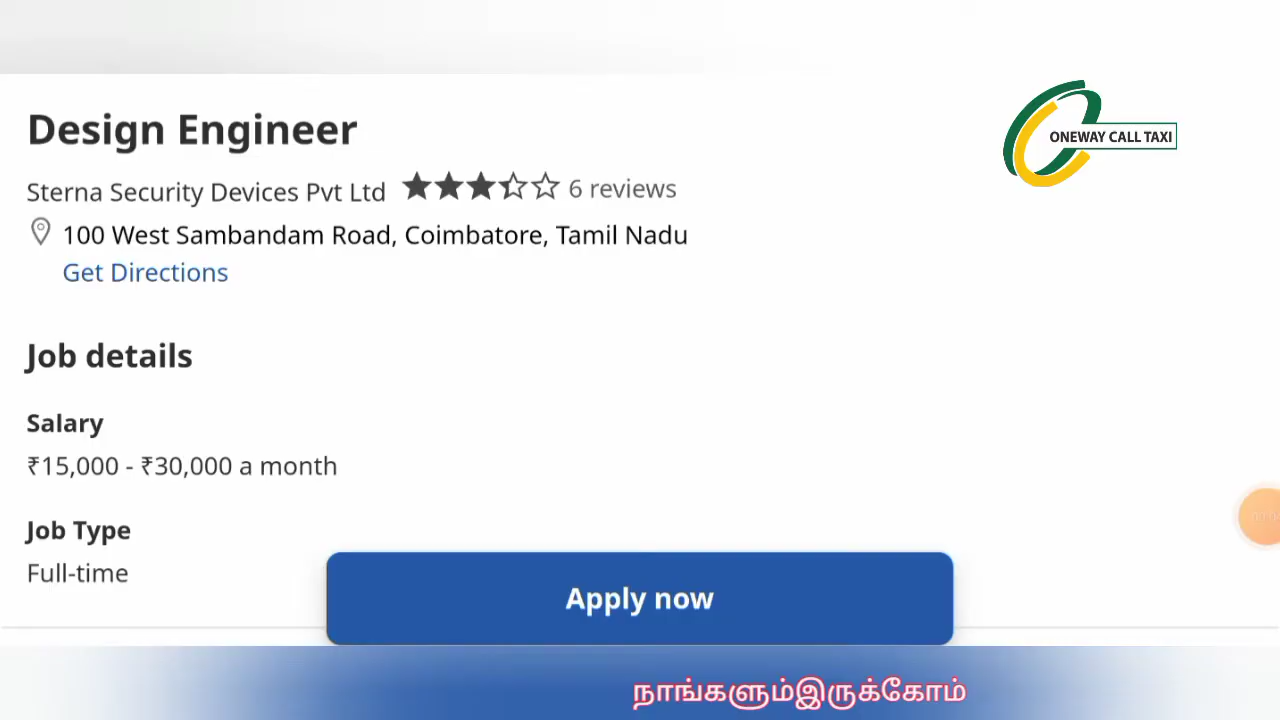 Design Engineer
ONEWAY CALL TAXI
Sterna Security Devices Pvt Ltd 6 reviews
100 West Sambandam Road, Coimbatore, Tamil Nadu
Get Directions
Job details
Salary
₹15,000 - ₹30,000 a month
Job Type
Full-time
Apply now
நாங்களும்இருக்கோம்